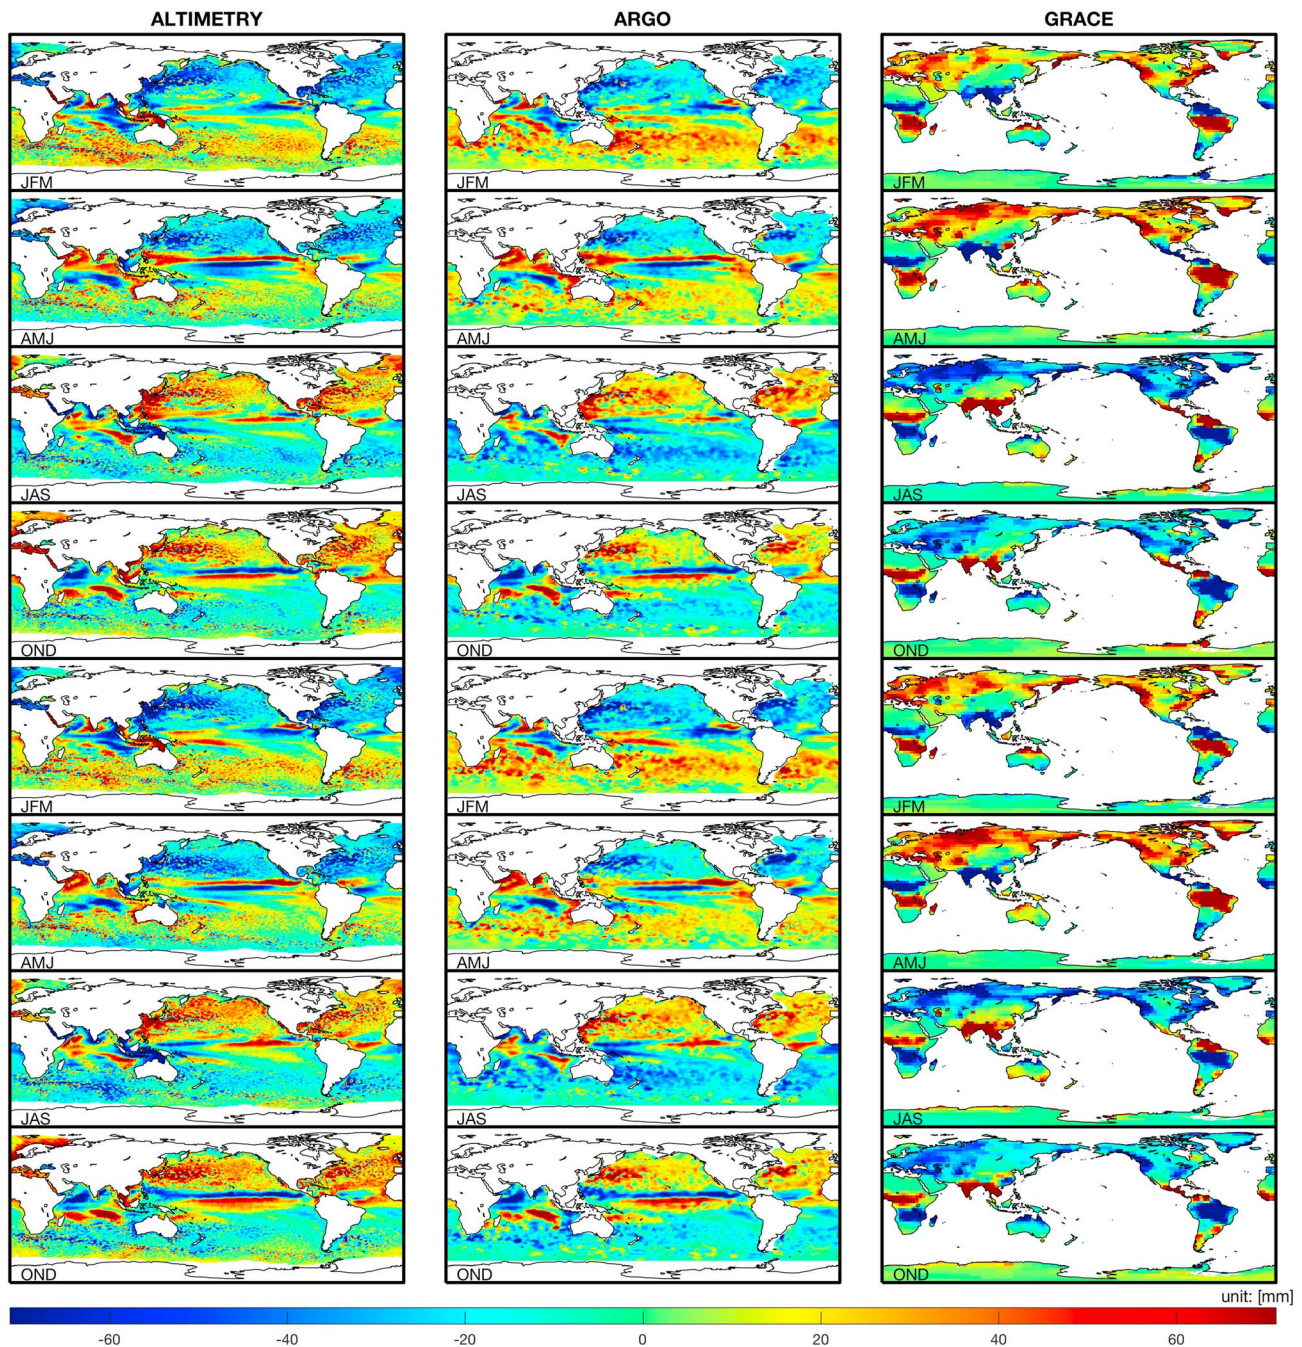 ALTIMETRY ARGO GRACE
JFM JFM JFM
AMJ AMJ AMJ
JAS JAS JAS
OND OND OND
JFM JFM JFM
AMJ AMJ AMJ
JAS JAS JAS
OND OND OND
unit: [mm]
-60 -40 -20 0 20 40 60